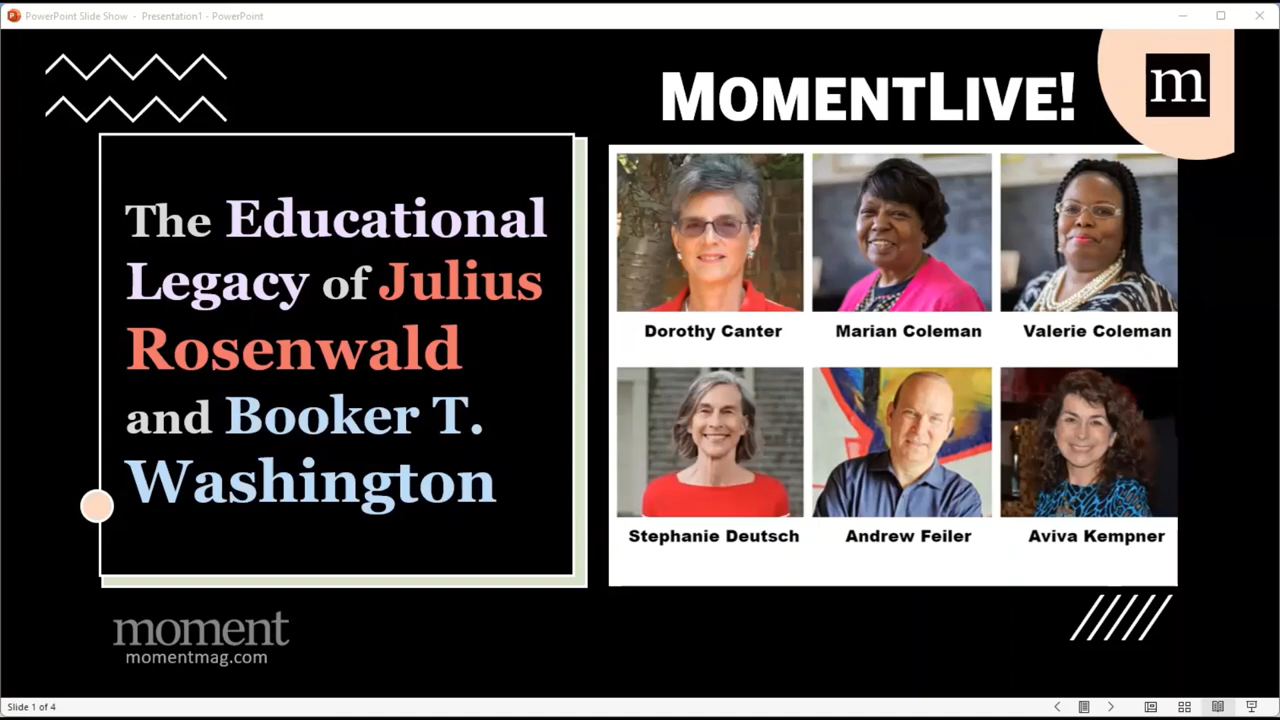 PowerPoint Slide Show - Presentation1 - PowerPoint
MOMENTLIVE!
m
The Educational
Legacy of Julius
Rosenwald
and Booker T.
Washington
Dorothy Canter
Marian Coleman
Valerie Coleman
Stephanie Deutsch
Andrew Feiler
Aviva Kempner
moment
momentmag.com
Slide 1 of 4